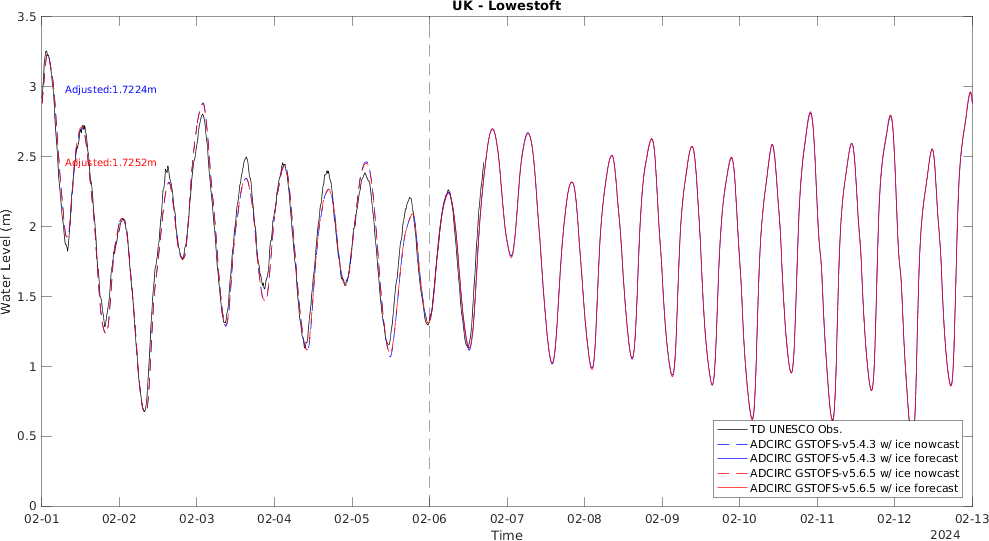 UK - Lowestoft
3.5
3
2.5
2
1.5
1
0.5
0
Water Level (m)
Adjusted:1.7224m
Adjusted:1.7252m
TD UNESCO Obs.
ADCIRC GSTOFS-v5.4.3 w/ ice nowcast
ADCIRC GSTOFS-v5.4.3 w/ ice forecast
ADCIRC GSTOFS-v5.6.5 w/ ice nowcast
ADCIRC GSTOFS-v5.6.5 w/ ice forecast
02-01 02-02 02-03 02-04 02-05 02-06 02-07 02-08 02-09 02-10 02-11 02-12 02-13
Time
2024